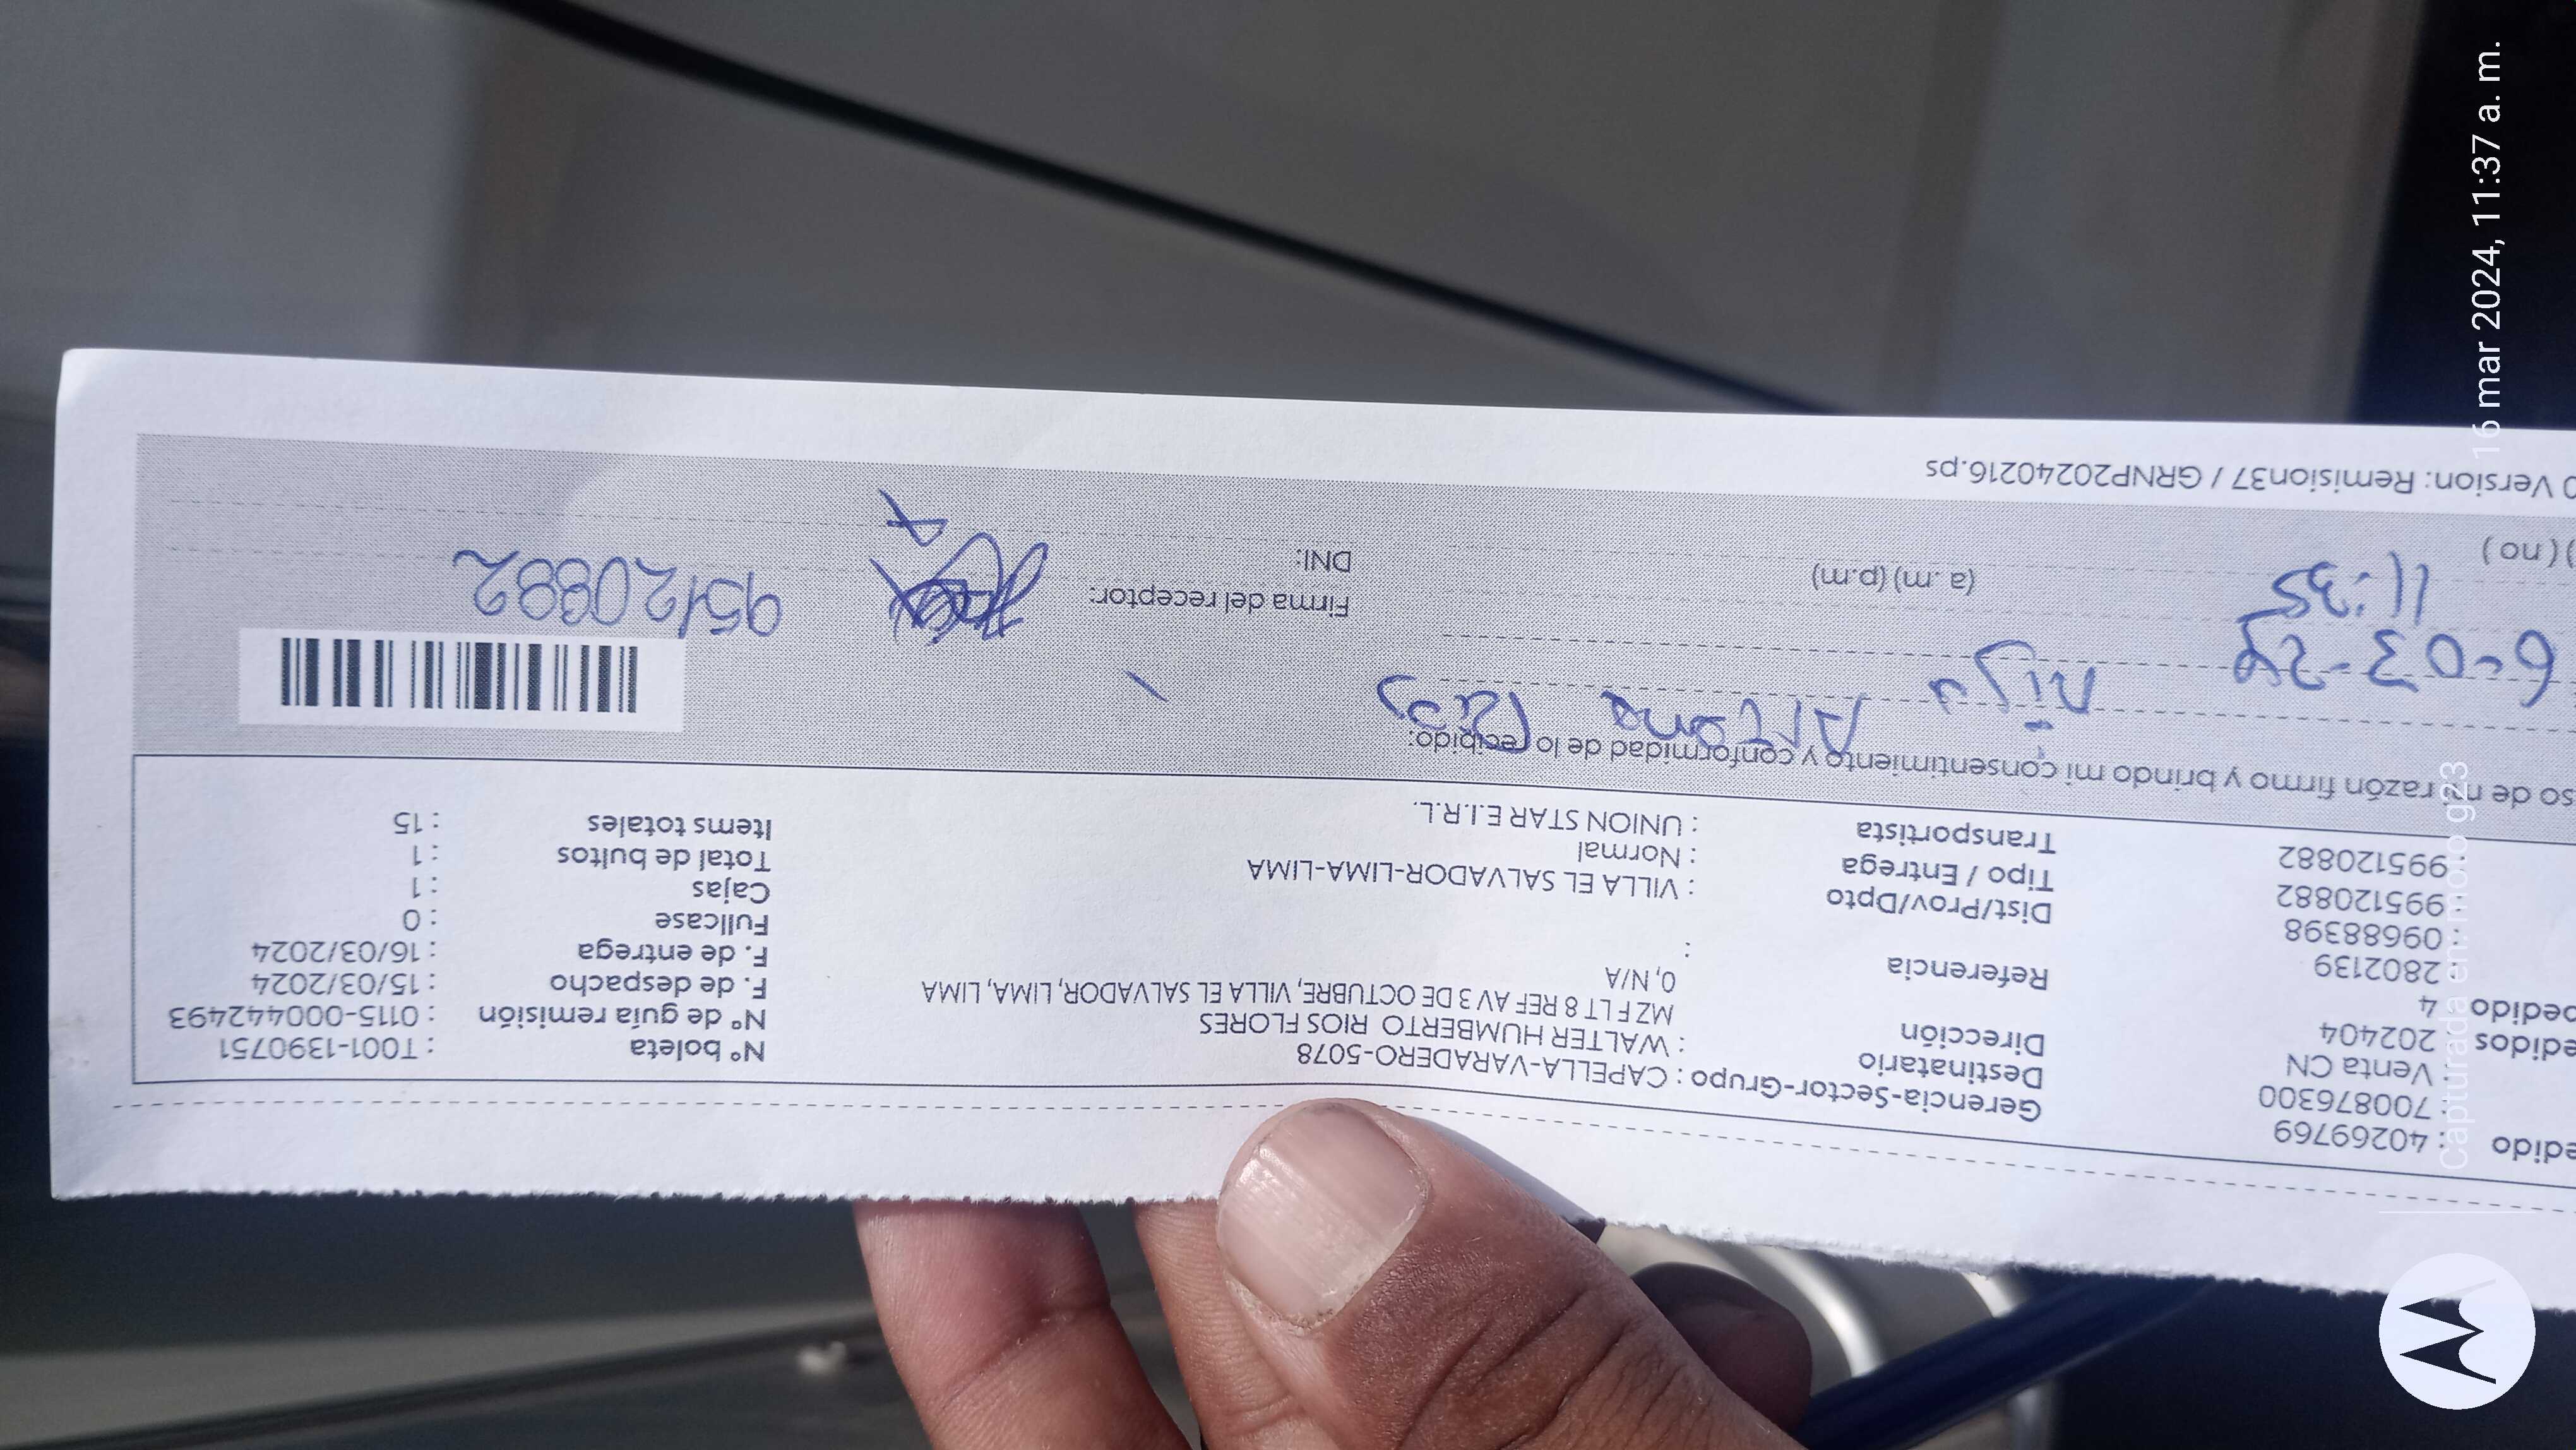 edido : 40269769
: 700876300
: Venta CN
edidos 202404
pedido 4
: 2802139
: 09688398
: 995120882
: 995120882
Gerencia-Sector-Grupo : CAPELLA-VARADERO-5078
Destinatario : WALTER HUMBERTO RIOS FLORES
Dirección MZ F LT 8 REF AV 3 DE OCTUBRE, VILLA EL SALVADOR, LIMA, LIMA
0, N/A
Referencia :
Dist/Prov/Dpto : VILLA EL SALVADOR-LIMA-LIMA
Tipo / Entrega : Normal
Transportista : UNION STAR E.I.R.L.
N° boleta : T001-1390751
N° de guía remisión : 0115-000442493
F. de despacho : 15/03/2024
F. de entrega : 16/03/2024
Fullcase : 0
Cajas : 1
Total de bultos : 1
Items totales : 15
so de mi razón firmo y brindo mi consentimiento y conformidad de lo recibido:
Rios
6-03-24
11:35
)(no)
(a .m) (p.m)
Firma del receptor:
DNI:
95120882
0 Version: Remision37 / GRNP20240216.ps
16 mar 2024, 11:37 a. m.
Capturada en: moto g23